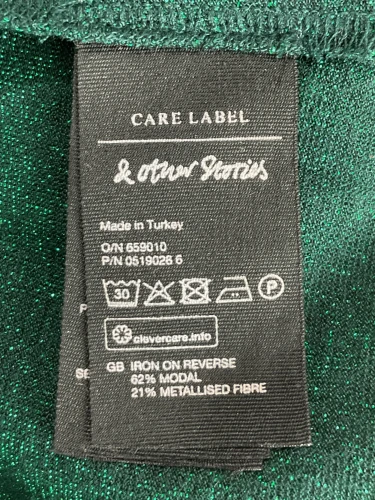 CARE LABEL
& other Stories
Made in Turkey
O/N 659010
P/N 0519026 6
30
P
clevercare.info
GB IRON ON REVERSE
62% MODAL
21% METALLISED FIBRE